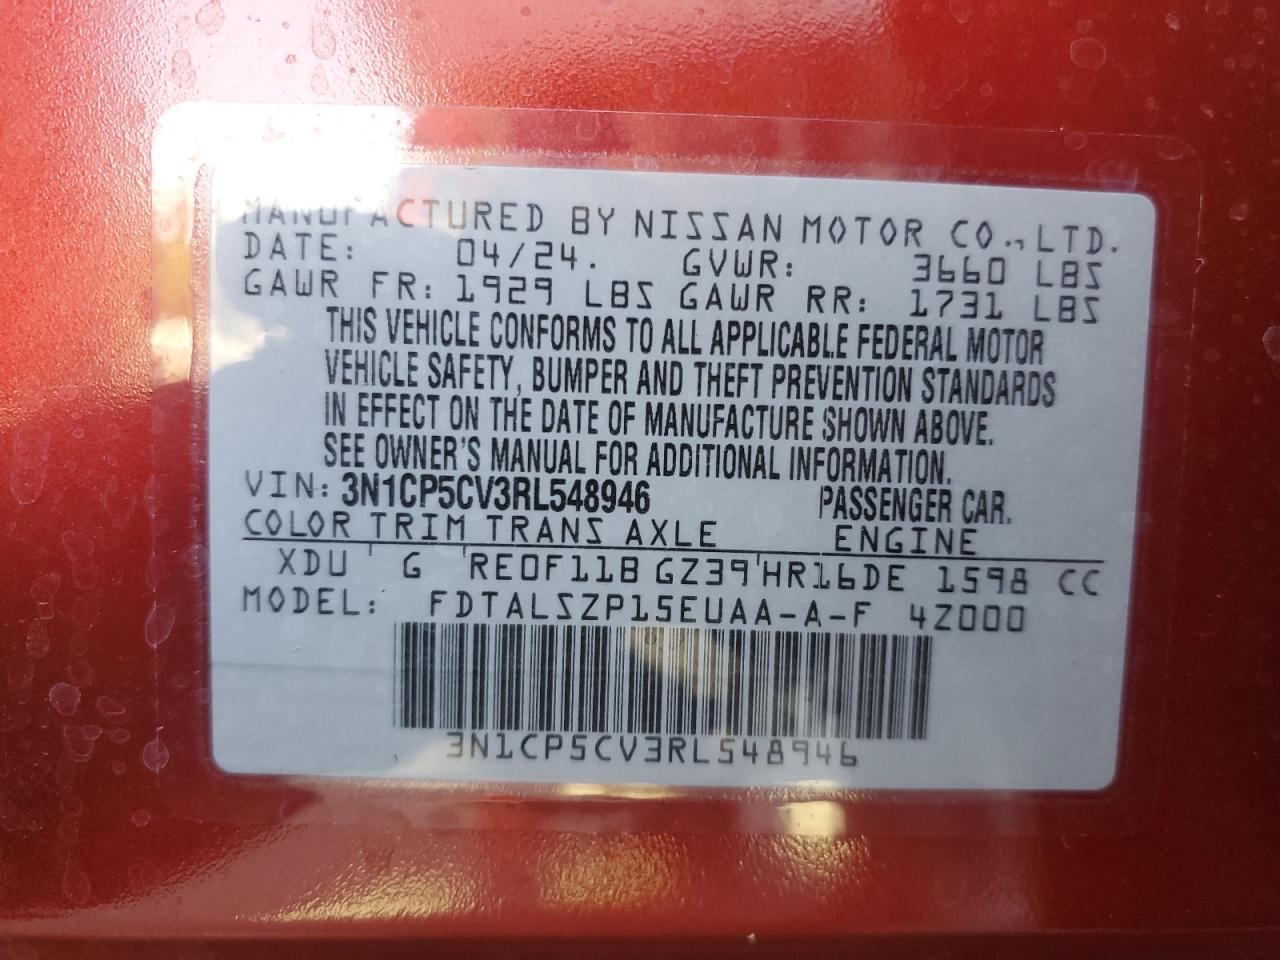 MANUFACTURED BY NISSAN MOTOR CO., LTD.
DATE: 04/24. GVWR: 3660 LBS
GAWR FR: 1929 LBS GAWR RR: 1731 LBS
THIS VEHICLE CONFORMS TO ALL APPLICABLE FEDERAL MOTOR
VEHICLE SAFETY, BUMPER AND THEFT PREVENTION STANDARDS
IN EFFECT ON THE DATE OF MANUFACTURE SHOWN ABOVE.
SEE OWNER'S MANUAL FOR ADDITIONAL INFORMATION.
VIN: 3N1CP5CV3RL548946 PASSENGER CAR.
COLOR TRIM TRANS AXLE ENGINE
XDU ' G 'RE0F11B GZ39'HR16DE 1598 CC
MODEL: FDTALSZP15EUAA-A-F 4Z000
3N1CP5CV3RL548946